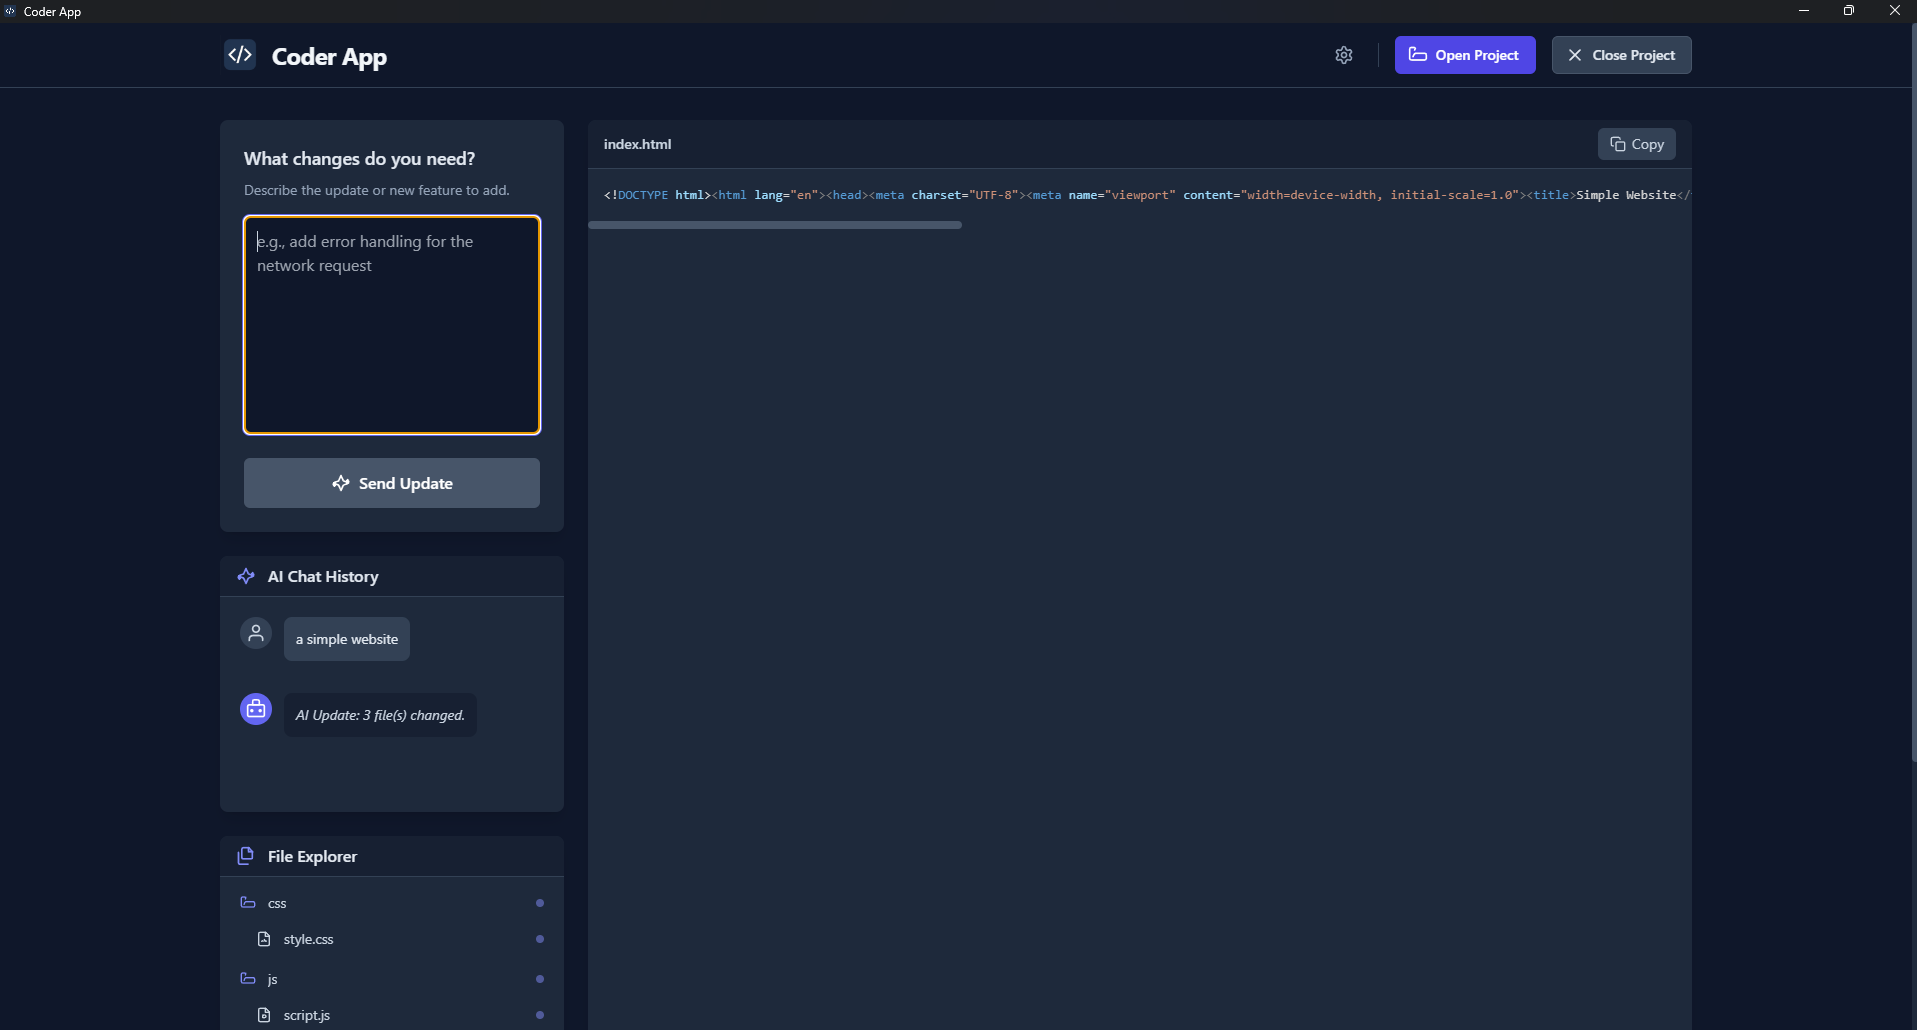 Coder App
Coder App
Open Project
Close Project
What changes do you need?
Describe the update or new feature to add.
e.g., add error handling for the
network request
Send Update
AI Chat History
a simple website
AI Update: 3 file(s) changed.
File Explorer
css
style.css
js
script.js
index.html
Copy
<!DOCTYPE html><html lang="en"><head><meta charset="UTF-8"><meta name="viewport" content="width=device-width, initial-scale=1.0"><title>Simple Website</